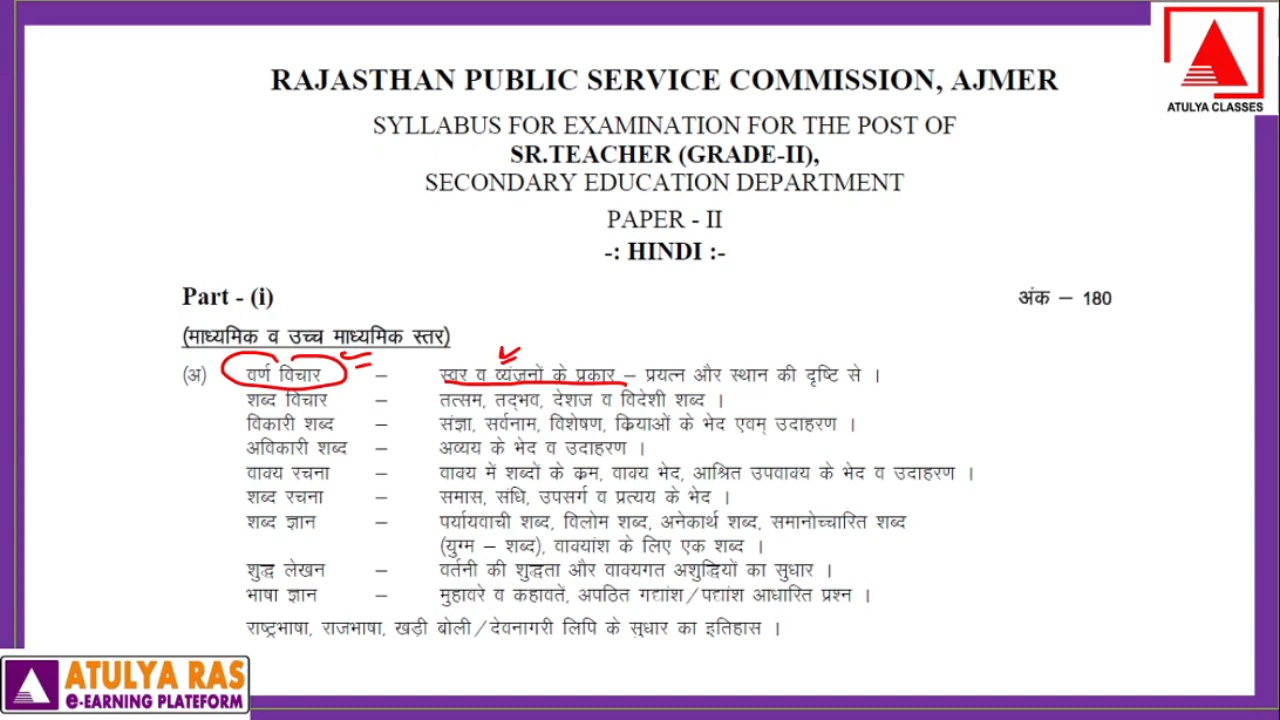 ATULYA CLASSES
RAJASTHAN PUBLIC SERVICE COMMISSION, AJMER
SYLLABUS FOR EXAMINATION FOR THE POST OF
SR.TEACHER (GRADE-II),
SECONDARY EDUCATION DEPARTMENT
PAPER - II
-: HINDI :-
Part - (i) अंक – 180
(माध्यमिक व उच्च माध्यमिक स्तर)
(अ) वर्ण विचार – स्वर व व्यंजनों के प्रकार – प्रयत्न और स्थान की दृष्टि से ।
शब्द विचार – तत्सम, तद्भव, देशज व विदेशी शब्द ।
विकारी शब्द – संज्ञा, सर्वनाम, विशेषण, क्रियाओं के भेद एवम् उदाहरण ।
अविकारी शब्द – अव्यय के भेद व उदाहरण ।
वाक्य रचना – वाक्य में शब्दों के क्रम, वाक्य भेद, आश्रित उपवाक्य के भेद व उदाहरण ।
शब्द रचना – समास, संधि, उपसर्ग व प्रत्यय के भेद ।
शब्द ज्ञान – पर्यायवाची शब्द, विलोम शब्द, अनेकार्थ शब्द, समानोच्चारित शब्द
(युग्म – शब्द), वाक्यांश के लिए एक शब्द ।
शुद्ध लेखन – वर्तनी की शुद्धता और वाक्यगत अशुद्धियों का सुधार ।
भाषा ज्ञान – मुहावरे व कहावतें, अपठित गद्यांश/पद्यांश आधारित प्रश्न ।
राष्ट्रभाषा, राजभाषा, खड़ी बोली/देवनागरी लिपि के सुधार का इतिहास ।
ATULYA RAS
e-EARNING PLATEFORM